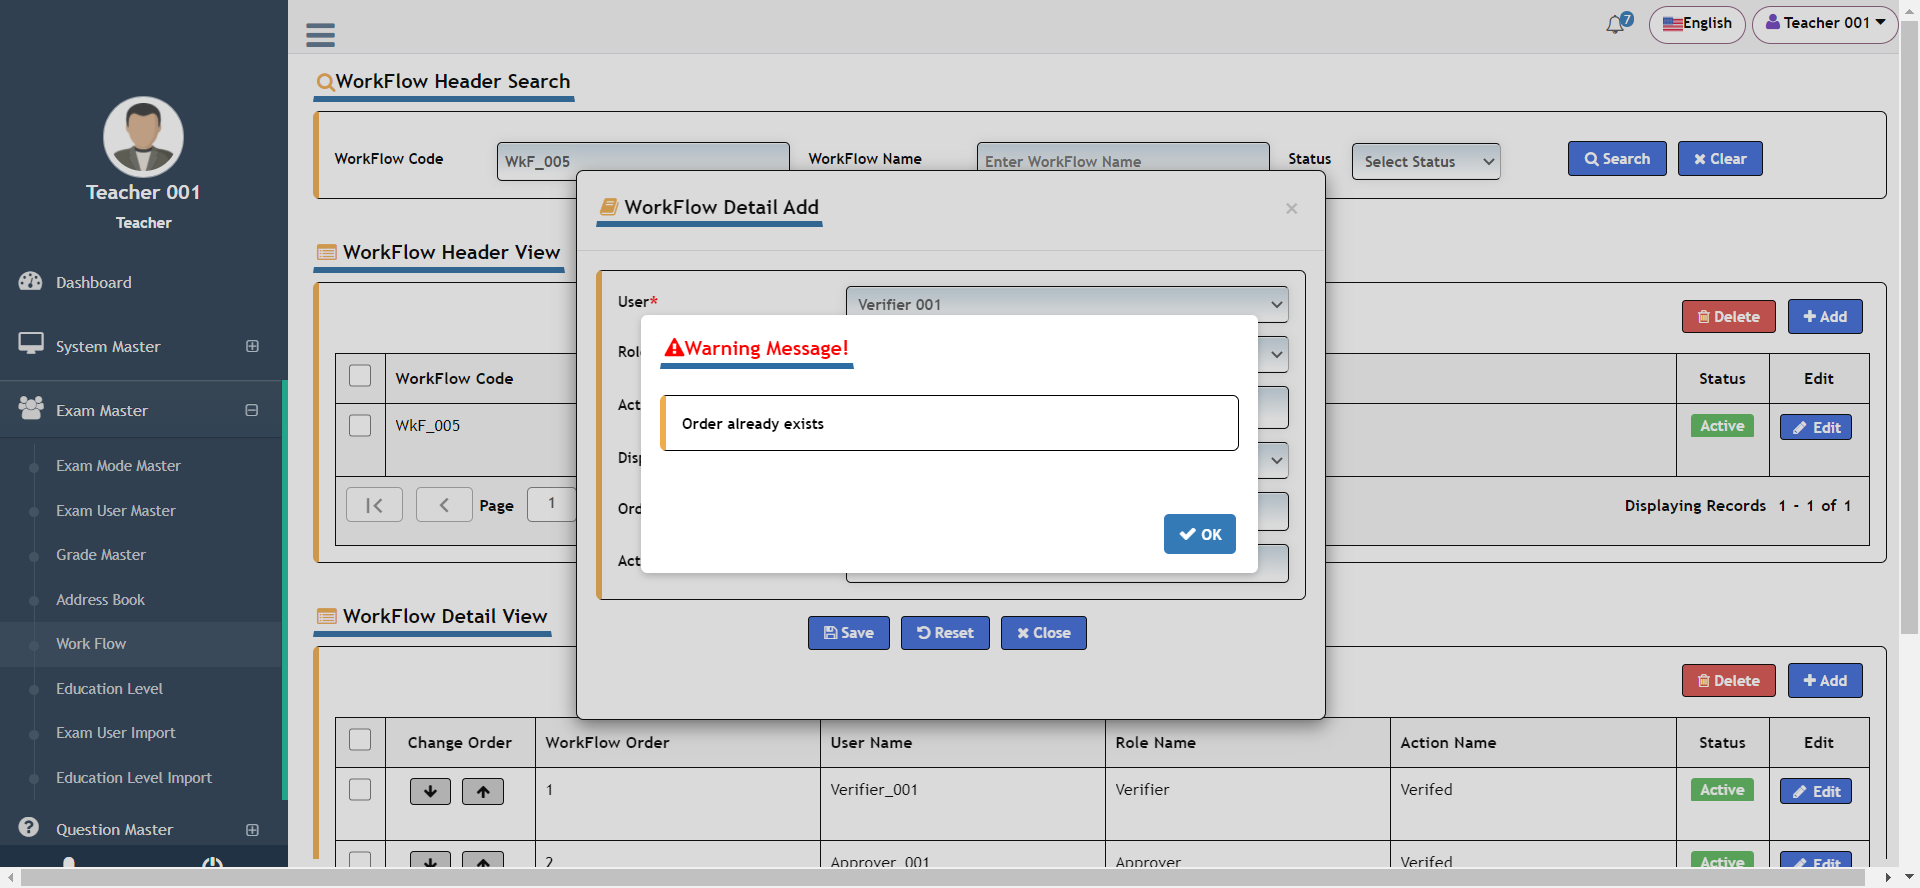 7
English
Teacher 001
Teacher 001
Teacher
Dashboard
System Master
Exam Master
Exam Mode Master
Exam User Master
Grade Master
Address Book
Work Flow
Education Level
Exam User Import
Education Level Import
Question Master
WorkFlow Header Search
WorkFlow Code WkF_005 WorkFlow Name Enter WorkFlow Name Status Select Status Search Clear
WorkFlow Header View
Delete Add
WorkFlow Code Status Edit
WkF_005 Active Edit
Page 1 Displaying Records 1 - 1 of 1
WorkFlow Detail Add
×
User* Verifier 001
Warning Message!
Order already exists
OK
Save Reset Close
WorkFlow Detail View
Delete Add
Change Order WorkFlow Order User Name Role Name Action Name Status Edit
1 Verifier_001 Verifier Verifed Active Edit
2 Approver_001 Approver Verifed Active Edit